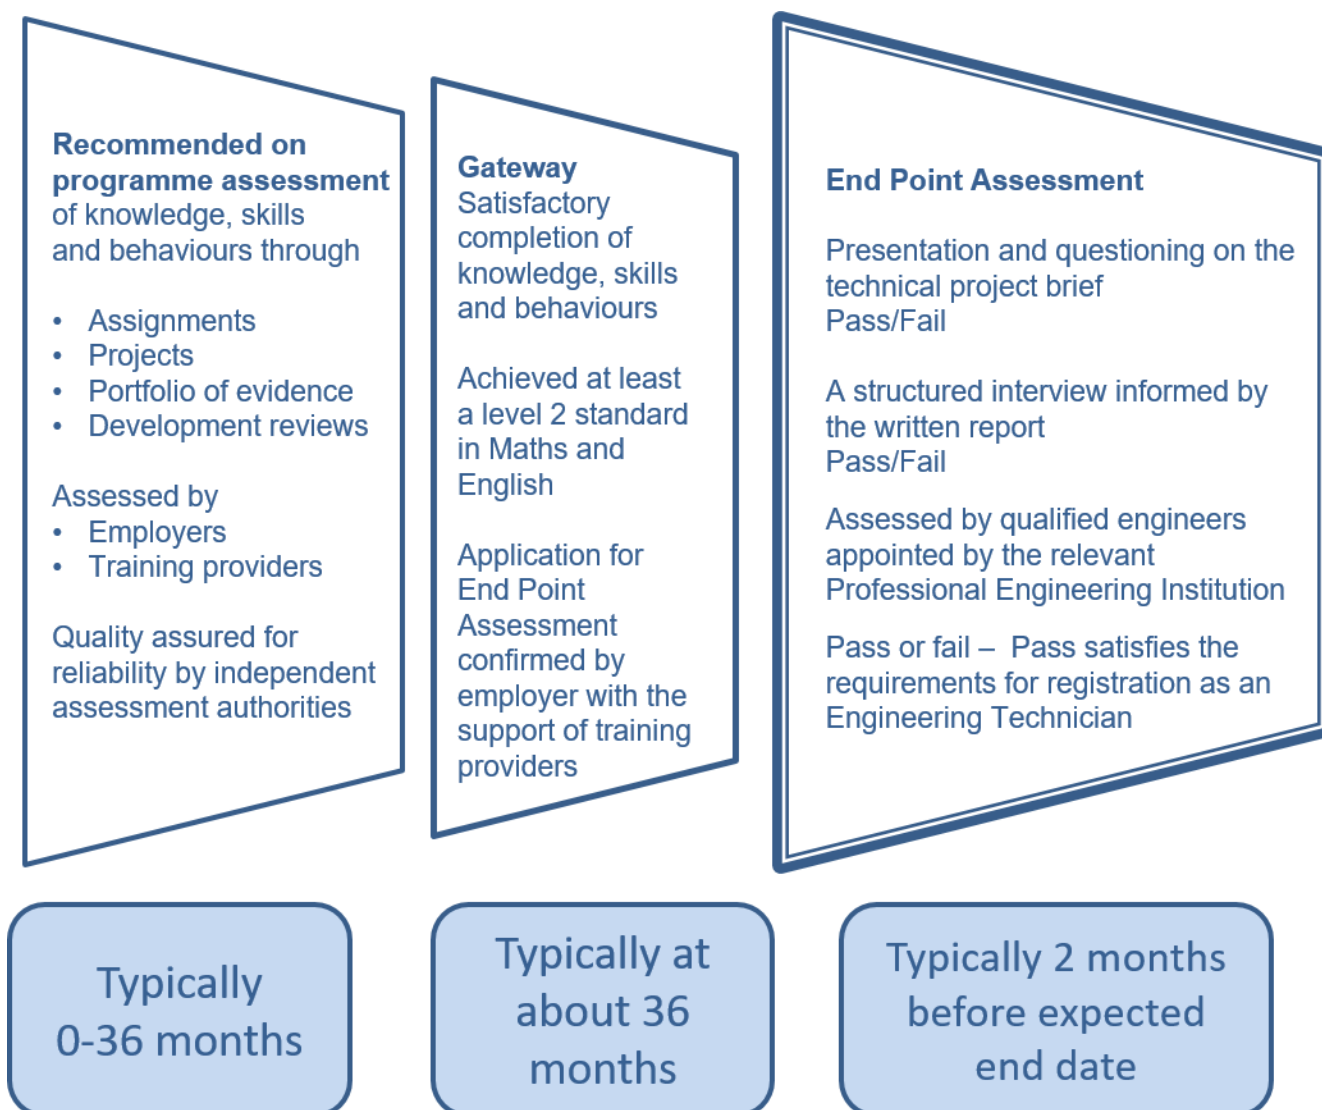 Recommended on
programme assessment
of knowledge, skills
and behaviours through
• Assignments
• Projects
• Portfolio of evidence
• Development reviews
Assessed by
• Employers
• Training providers
Quality assured for
reliability by independent
assessment authorities
Gateway
Satisfactory
completion of
knowledge, skills
and behaviours
Achieved at least
a level 2 standard
in Maths and
English
Application for
End Point
Assessment
confirmed by
employer with the
support of training
providers
End Point Assessment
Presentation and questioning on the
technical project brief
Pass/Fail
A structured interview informed by
the written report
Pass/Fail
Assessed by qualified engineers
appointed by the relevant
Professional Engineering Institution
Pass or fail – Pass satisfies the
requirements for registration as an
Engineering Technician
Typically
0-36 months
Typically at
about 36
months
Typically 2 months
before expected
end date